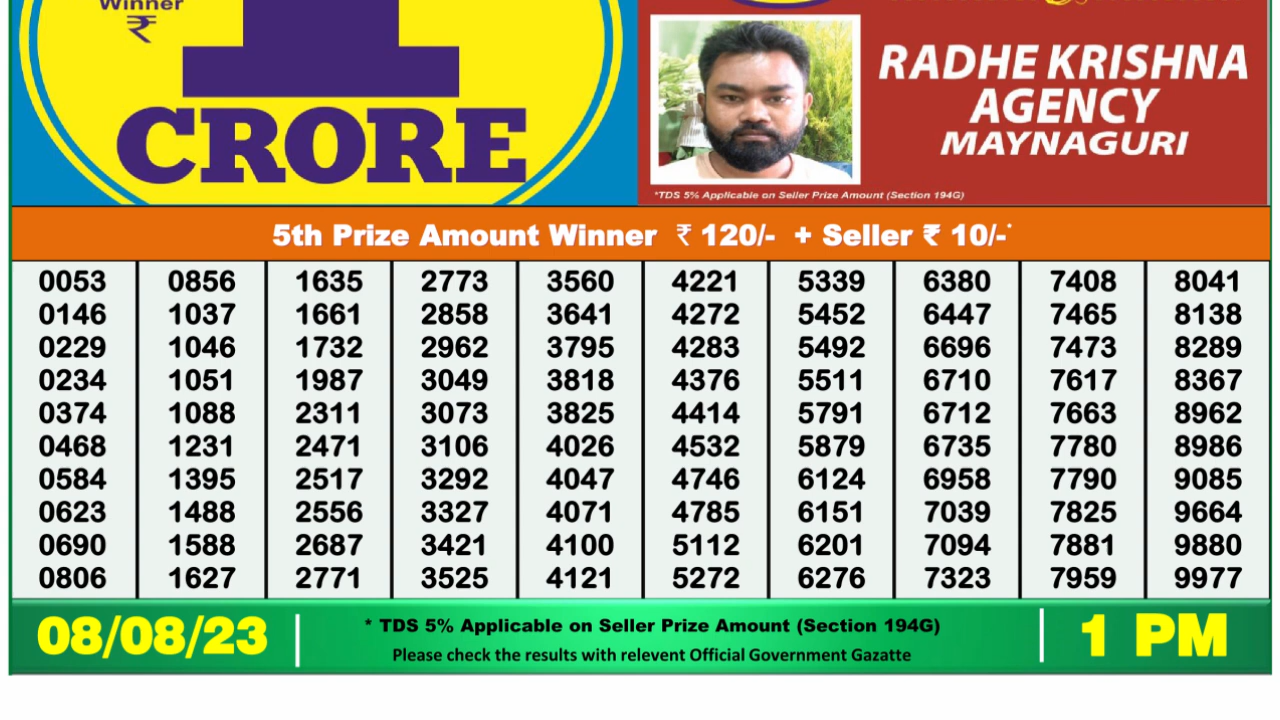 Winner
₹
1
CRORE
RADHE KRISHNA
AGENCY
MAYNAGURI
*TDS 5% Applicable on Seller Prize Amount (Section 194G)
5th Prize Amount Winner ₹ 120/- + Seller ₹ 10/-*
0053 0856 1635 2773 3560 4221 5339 6380 7408 8041
0146 1037 1661 2858 3641 4272 5452 6447 7465 8138
0229 1046 1732 2962 3795 4283 5492 6696 7473 8289
0234 1051 1987 3049 3818 4376 5511 6710 7617 8367
0374 1088 2311 3073 3825 4414 5791 6712 7663 8962
0468 1231 2471 3106 4026 4532 5879 6735 7780 8986
0584 1395 2517 3292 4047 4746 6124 6958 7790 9085
0623 1488 2556 3327 4071 4785 6151 7039 7825 9664
0690 1588 2687 3421 4100 5112 6201 7094 7881 9880
0806 1627 2771 3525 4121 5272 6276 7323 7959 9977
08/08/23
* TDS 5% Applicable on Seller Prize Amount (Section 194G)
Please check the results with relevent Official Government Gazatte
1 PM